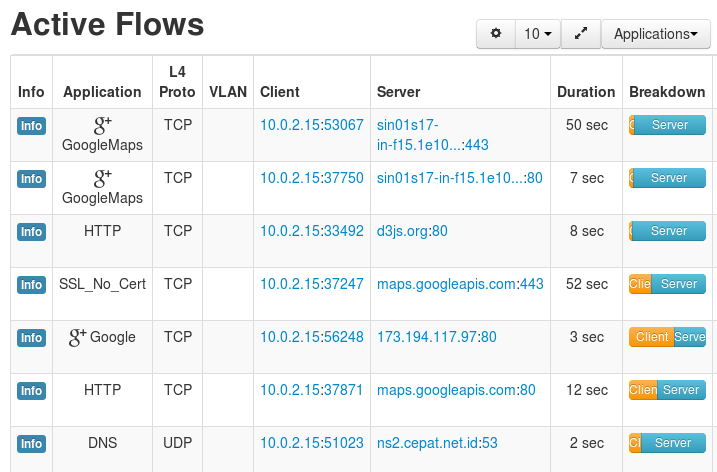 Active Flows
10 Applications
Info Application L4 Proto VLAN Client Server Duration Breakdown
Info g+ GoogleMaps TCP 10.0.2.15:53067 sin01s17-
in-f15.1e10...:443 50 sec C Server
Info g+ GoogleMaps TCP 10.0.2.15:37750 sin01s17-in-f15.1e10...:80 7 sec C Server
Info HTTP TCP 10.0.2.15:33492 d3js.org:80 8 sec Server
Info SSL_No_Cert TCP 10.0.2.15:37247 maps.googleapis.com:443 52 sec Clie Server
Info g+ Google TCP 10.0.2.15:56248 173.194.117.97:80 3 sec Client Serve
Info HTTP TCP 10.0.2.15:37871 maps.googleapis.com:80 12 sec Clien Server
Info DNS UDP 10.0.2.15:51023 ns2.cepat.net.id:53 2 sec Cl Server